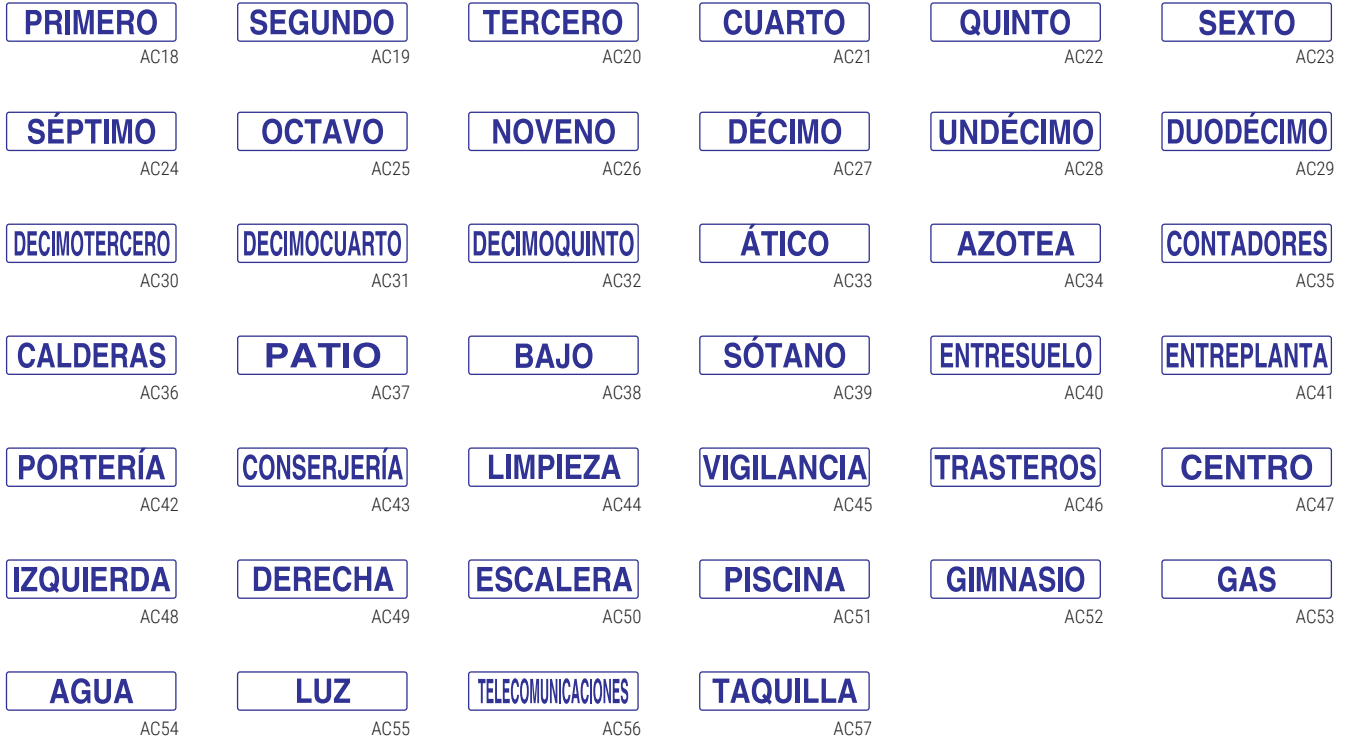 PRIMERO SEGUNDO TERCERO CUARTO QUINTO SEXTO
AC18 AC19 AC20 AC21 AC22 AC23
SÉPTIMO OCTAVO NOVENO DÉCIMO UNDÉCIMO DUODÉCIMO
AC24 AC25 AC26 AC27 AC28 AC29
DECIMOTERCERO DECIMOCUARTO DECIMOQUINTO ÁTICO AZOTEA CONTADORES
AC30 AC31 AC32 AC33 AC34 AC35
CALDERAS PATIO BAJO SÓTANO ENTRESUELO ENTREPLANTA
AC36 AC37 AC38 AC39 AC40 AC41
PORTERÍA CONSERJERÍA LIMPIEZA VIGILANCIA TRASTEROS CENTRO
AC42 AC43 AC44 AC45 AC46 AC47
IZQUIERDA DERECHA ESCALERA PISCINA GIMNASIO GAS
AC48 AC49 AC50 AC51 AC52 AC53
AGUA LUZ TELECOMUNICACIONES TAQUILLA
AC54 AC55 AC56 AC57